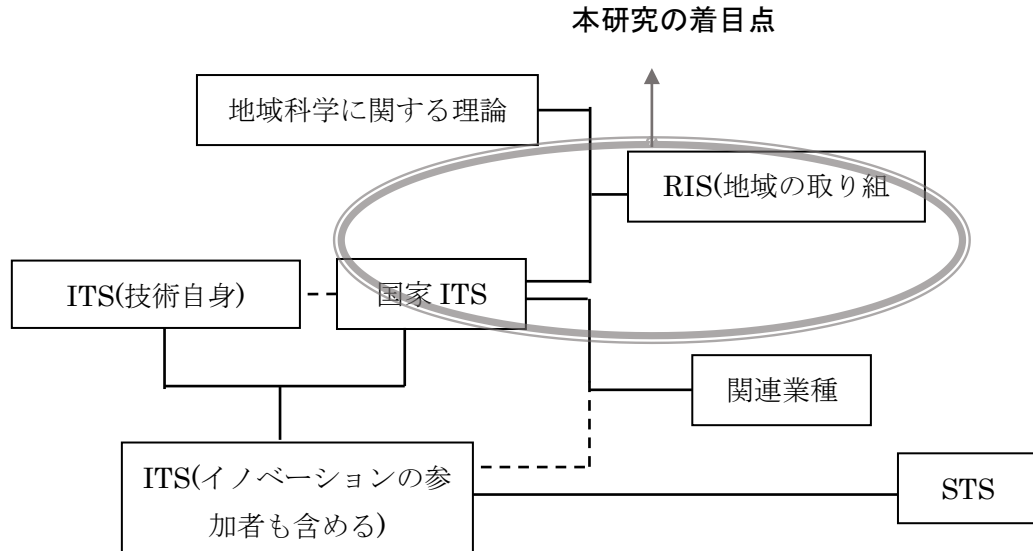 本研究の着目点
地域科学に関する理論
RIS(地域の取り組
ITS(技術自身)
国家 ITS
関連業種
ITS(イノベーションの参
加者も含める)
STS